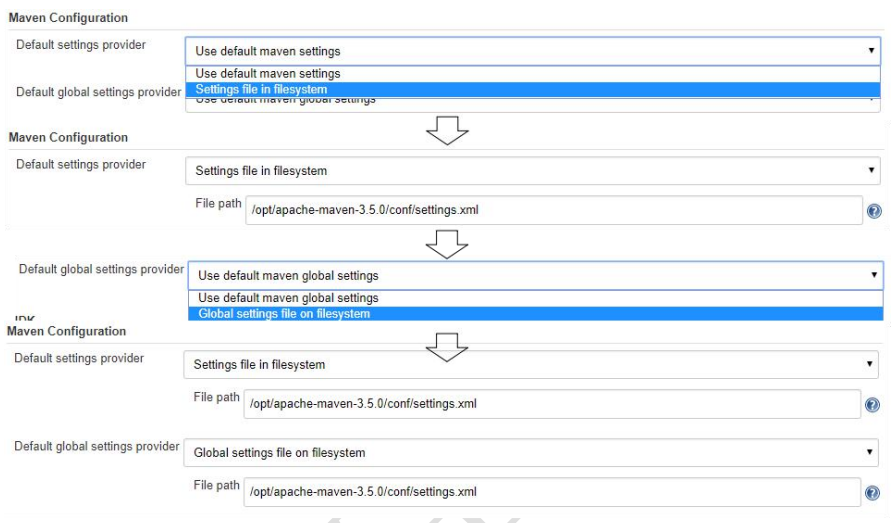 Maven Configuration
Default settings provider
Use default maven settings
Use default maven settings
Settings file in filesystem
Default global settings provider
Use default maven global settings
Maven Configuration
Default settings provider
Settings file in filesystem
File path
/opt/apache-maven-3.5.0/conf/settings.xml
Default global settings provider
Use default maven global settings
Use default maven global settings
Global settings file on filesystem
Maven Configuration
Default settings provider
Settings file in filesystem
File path
/opt/apache-maven-3.5.0/conf/settings.xml
Default global settings provider
Global settings file on filesystem
File path
/opt/apache-maven-3.5.0/conf/settings.xml